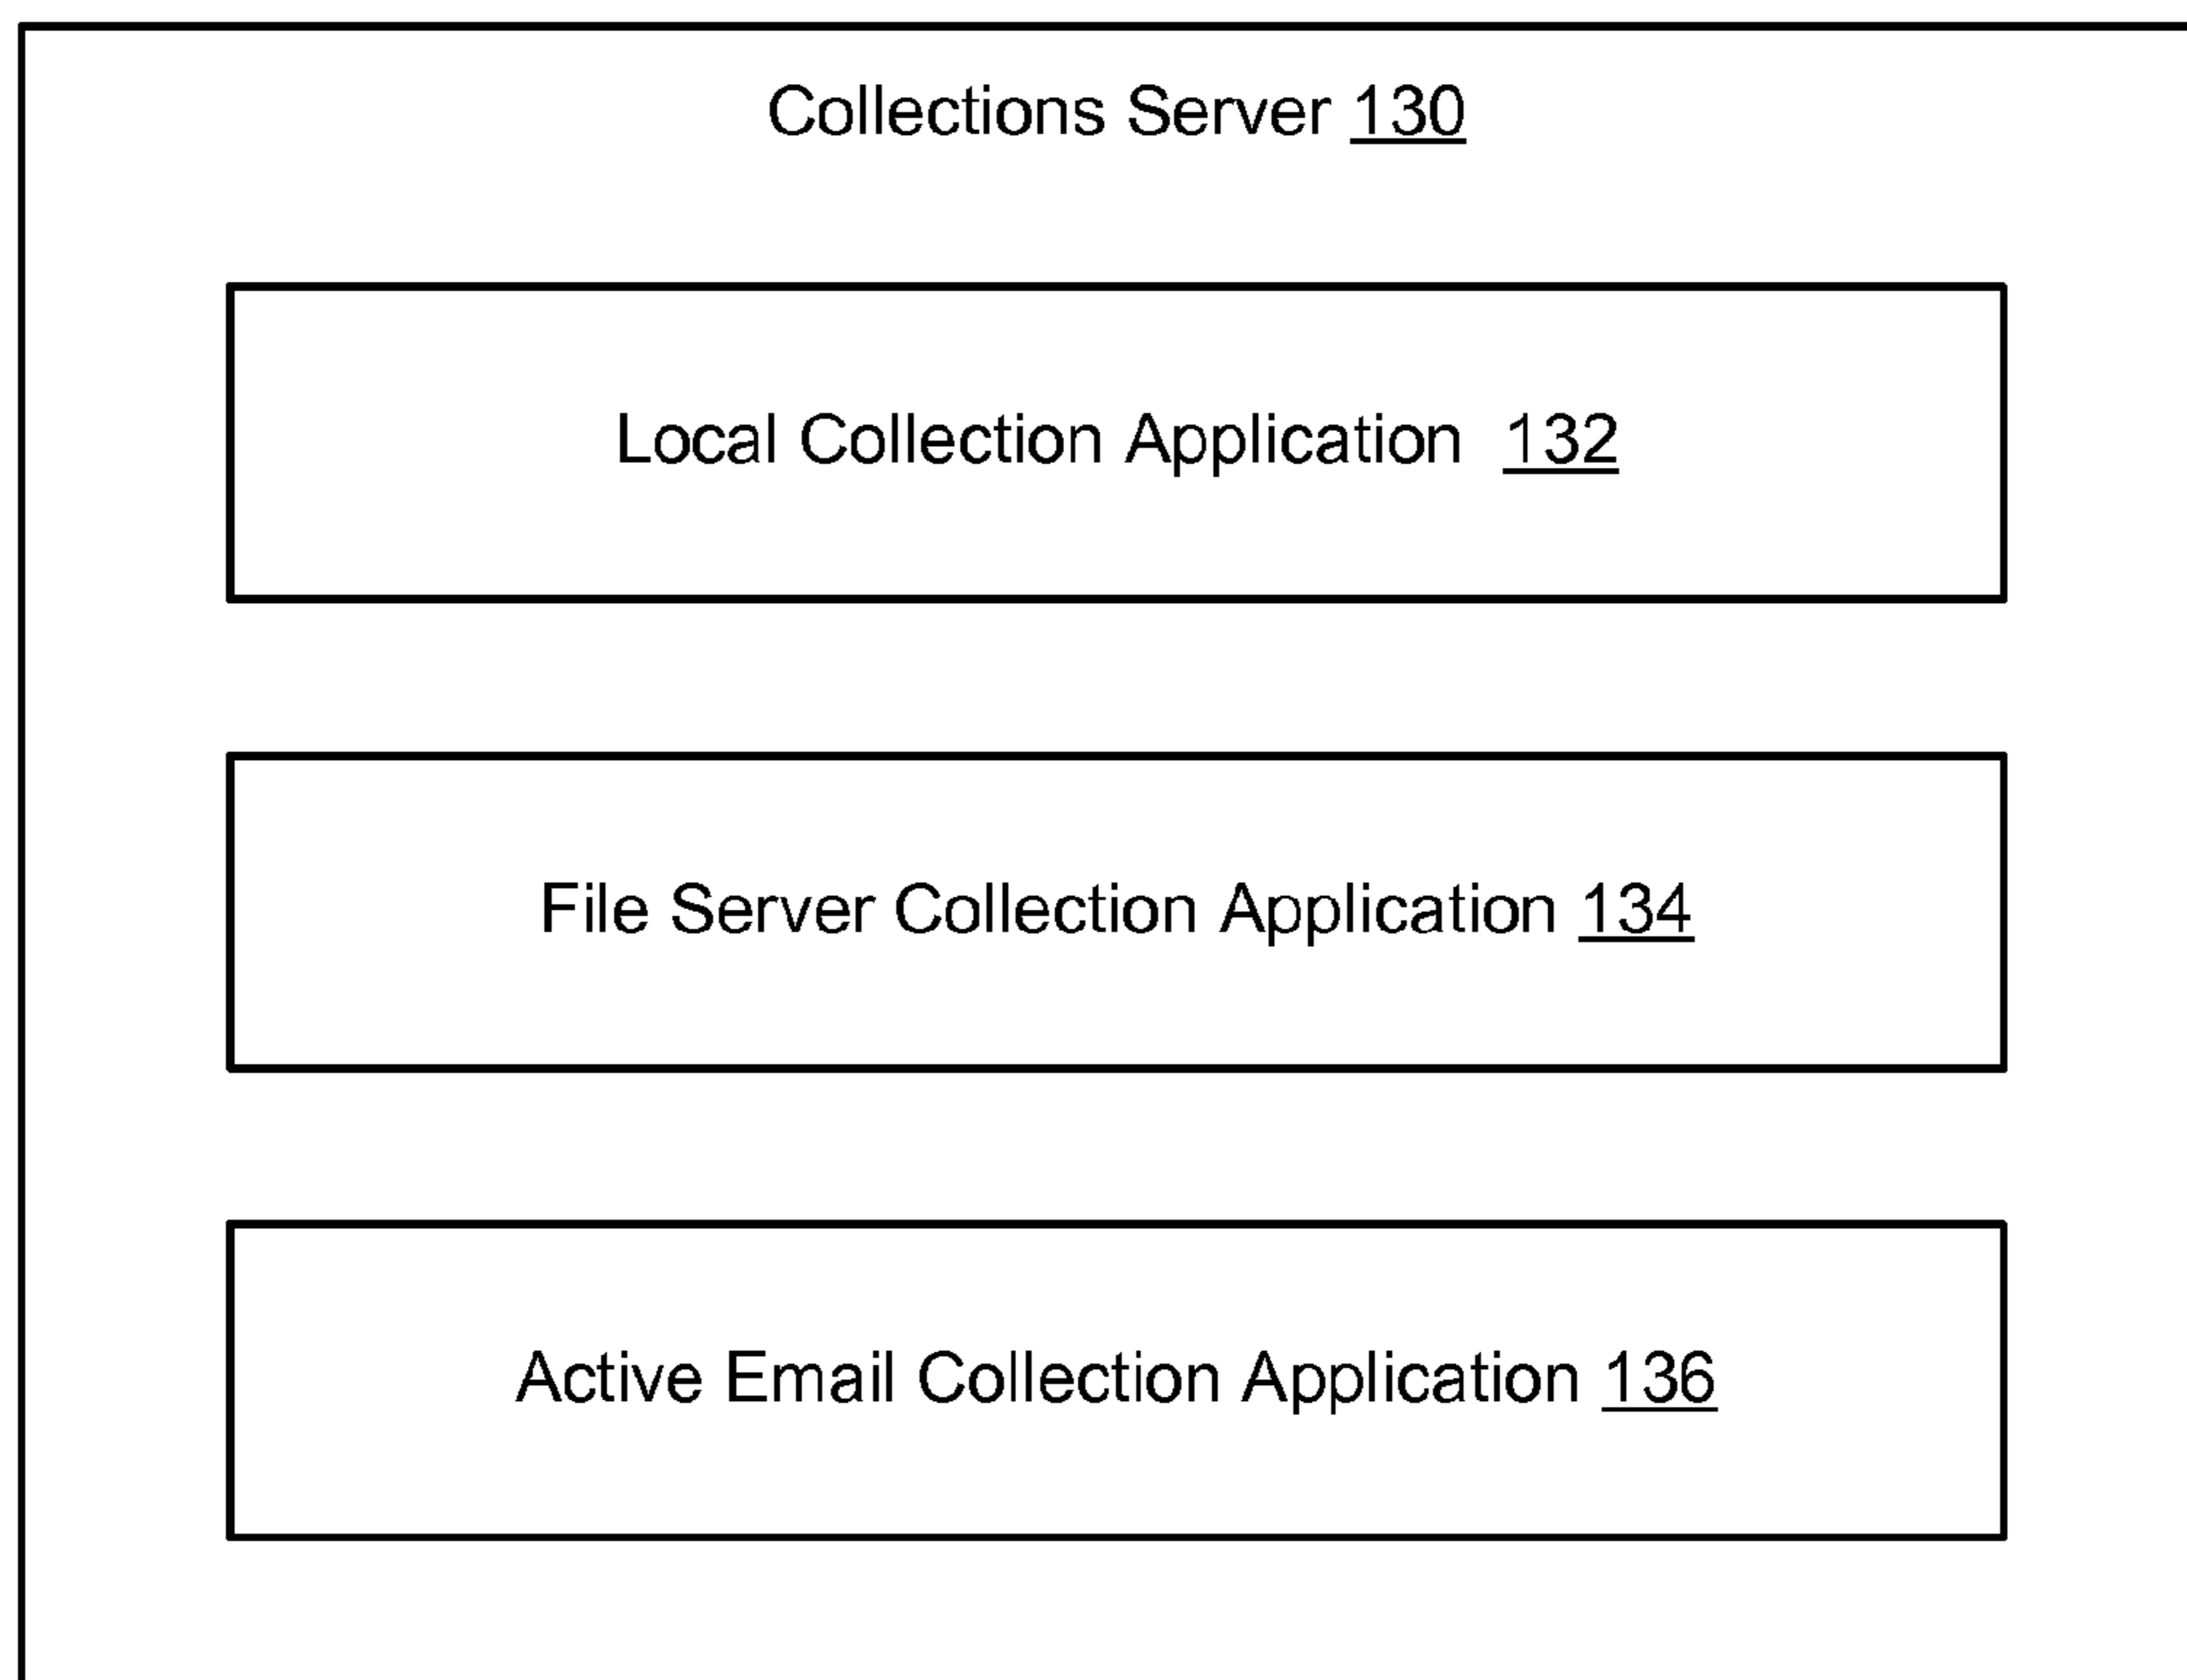 Collections Server 130
Local Collection Application 132
File Server Collection Application 134
Active Email Collection Application 136